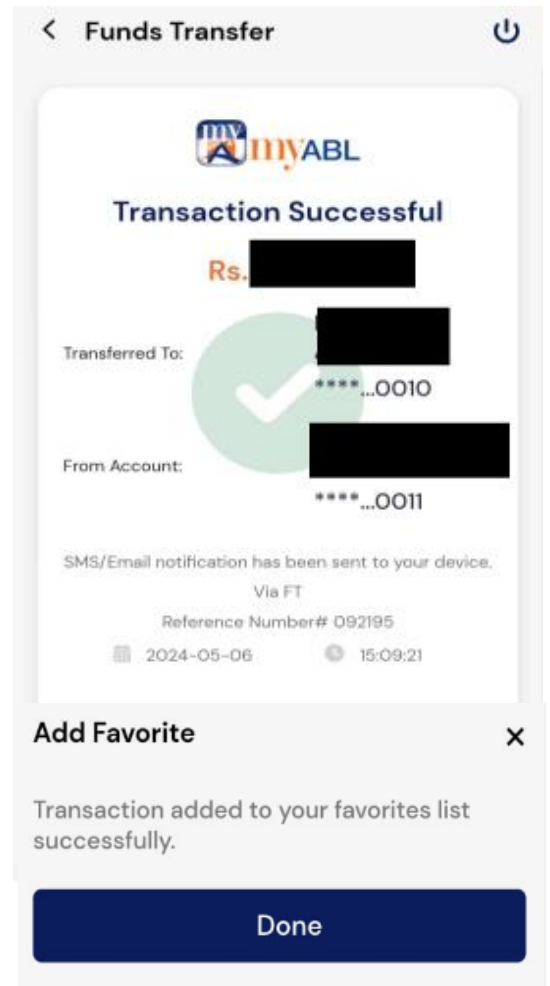 Funds Transfer
my
myABL
Transaction Successful
Rs.
Transferred To:
****...0010
From Account:
****...0011
SMS/Email notification has been sent to your device.
Via FT
Reference Number# 092195
2024-05-06 15:09:21
Add Favorite
Transaction added to your favorites list
successfully.
Done